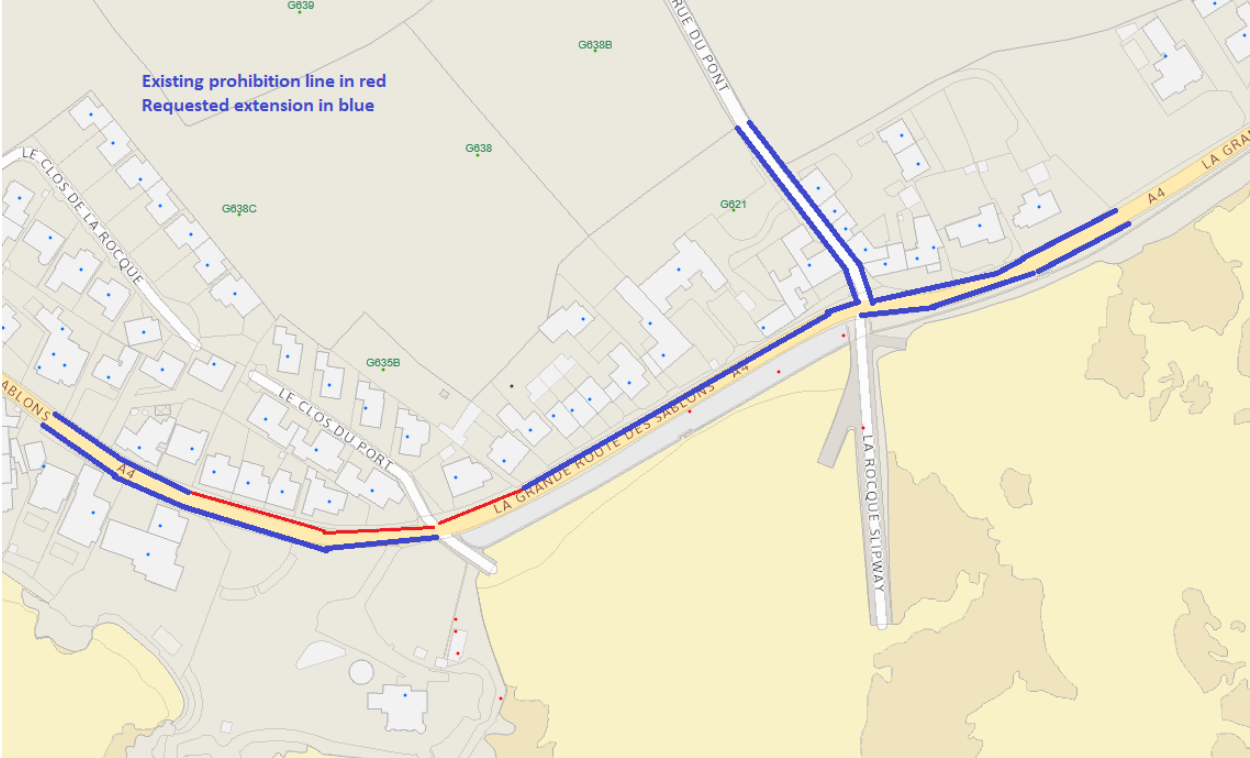 G639
G638B
RUE DU PONT
Existing prohibition line in red
Requested extension in blue
LE CLOS DE LA ROCQUE
G638
G638C
G621
A4
LA GRA
G635B
A4
LE CLOS DU PORT
ABLONS
A4
LA GRANDE ROUTE DES SABLONS
LA ROCQUE SLIPWAY